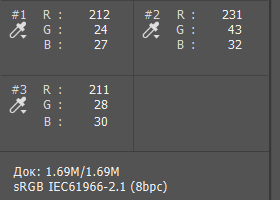 #1 R : 212 #2 R : 231
G : 24 G : 43
B : 27 B : 32
#3 R : 211
G : 28
B : 30
Док: 1.69M/1.69M
sRGB IEC61966-2.1 (8bpc)